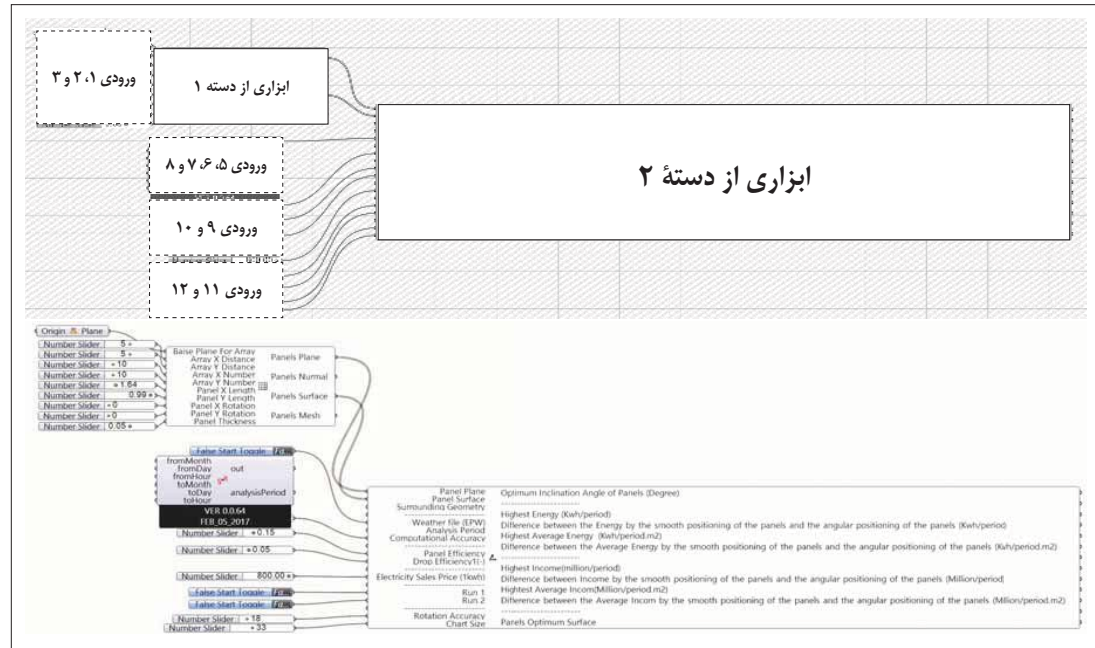 ورودی ۱، ۲ و ۳
ابزاری از دسته ۱
ورودی ۵، ۶، ۷ و ۸
ابزاری از دستهٔ ۲
ورودی ۹ و ۱۰
ورودی ۱۱ و ۱۲
Origin Plane
Number Slider 5
Number Slider 5
Number Slider 10
Number Slider 10
Number Slider 1.64
Number Slider 0.99
Number Slider 0
Number Slider 0
Number Slider 0.05
Baise Plane For Array
Array X Distance
Array Y Distance
Array X Number
Array Y Number
Panel X Length
Panel Y Length
Panel X Rotation
Panel Y Rotation
Panel Thickness
Panels Plane
Panels Nurmal
Panels Surface
Panels Mesh
False Start Toggle
fromMonth
fromDay
fromHour
toMonth
toDay
toHour
out
analysisPeriod
VER 0.0.64
FEB_05_2017
Number Slider 0.15
Number Slider 0.05
Number Slider 800.00
False Start Toggle
False Start Toggle
Number Slider 18
Number Slider 33
Panel Plane
Panel Surface
Surrounding Geometry
Weather file (EPW)
Analysis Period
Computational Accuracy
Panel Efficiency
Drop Efficiency1(-)
Electricity Sales Price (1kwh)
Run 1
Run 2
Rotation Accuracy
Chart Size
Optimum Inclination Angle of Panels (Degree)
Highest Energy (Kwh/period)
Difference between the Energy by the smooth positioning of the panels and the angular positioning of the panels (Kwh/period)
Highest Average Energy (Kwh/period.m2)
Difference between the Average Energy by the smooth positioning of the panels and the angular positioning of the panels (Kwh/period.m2)
Highest Income(million/period)
Difference between Income by the smooth positioning of the panels and the angular positioning of the panels (Million/period)
Hightest Average Incom(Million/period.m2)
Difference between the Average Incom by the smooth positioning of the panels and the angular positioning of the panels (Million/period.m2)
Panels Optimum Surface